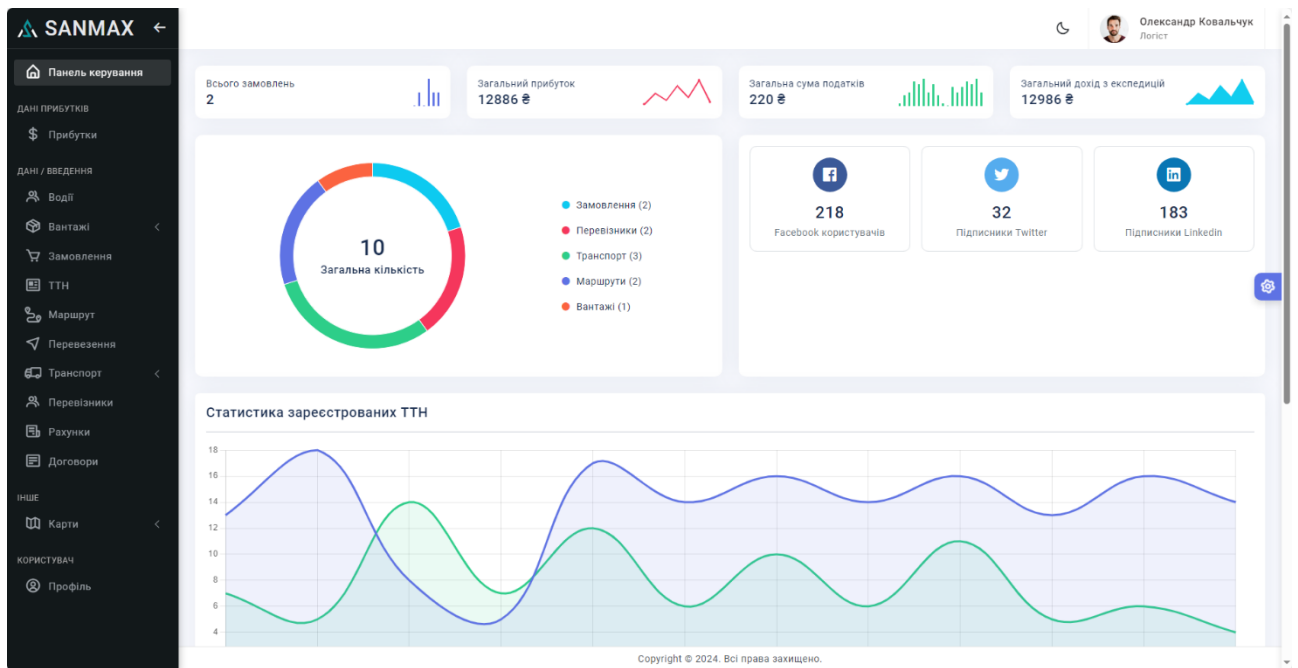 SANMAX
Олександр Ковальчук
Логіст
Панель керування
ДАНІ ПРИБУТКІВ
Прибутки
ДАНІ / ВВЕДЕННЯ
Водії
Вантажі
Замовлення
ТТН
Маршрут
Перевезення
Транспорт
Перевізники
Рахунки
Договори
ІНШЕ
Карти
КОРИСТУВАЧ
Профіль
Всього замовлень
2
Загальний прибуток
12886 ₴
Загальна сума податків
220 ₴
Загальний дохід з експедицій
12986 ₴
10
Загальна кількість
Замовлення (2)
Перевізники (2)
Транспорт (3)
Маршрути (2)
Вантажі (1)
218
Facebook користувачів
32
Підписники Twitter
183
Підписники Linkedin
Статистика зареєстрованих ТТН
18
16
14
12
10
8
6
4
Copyright © 2024. Всі права захищено.